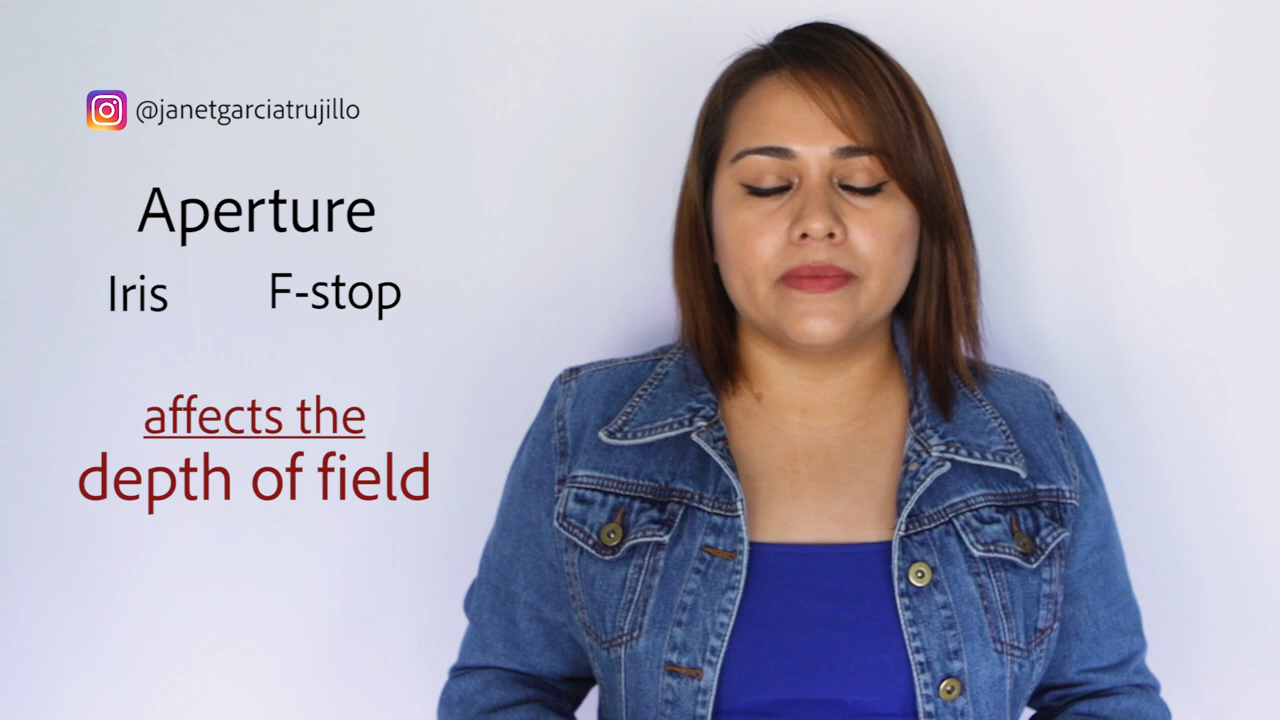 @janetgarciatrujillo
Aperture
Iris F-stop
affects the
depth of field